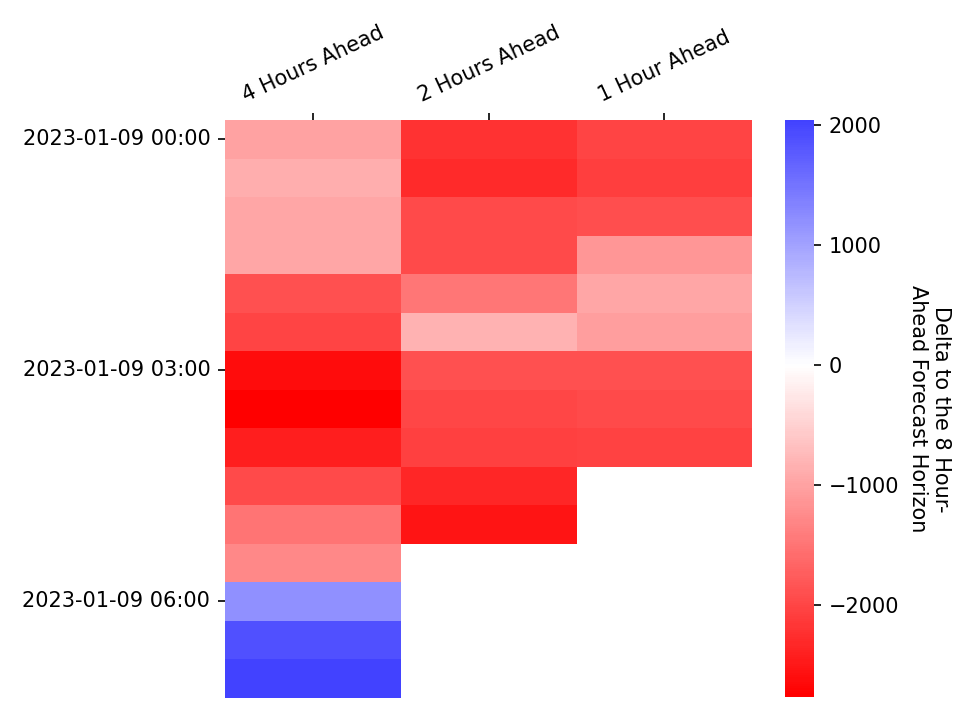 4 Hours Ahead
2 Hours Ahead
1 Hour Ahead
2023-01-09 00:00
2023-01-09 03:00
2023-01-09 06:00
2000
1000
0
−1000
−2000
Delta to the 8 Hour-
Ahead Forecast Horizon